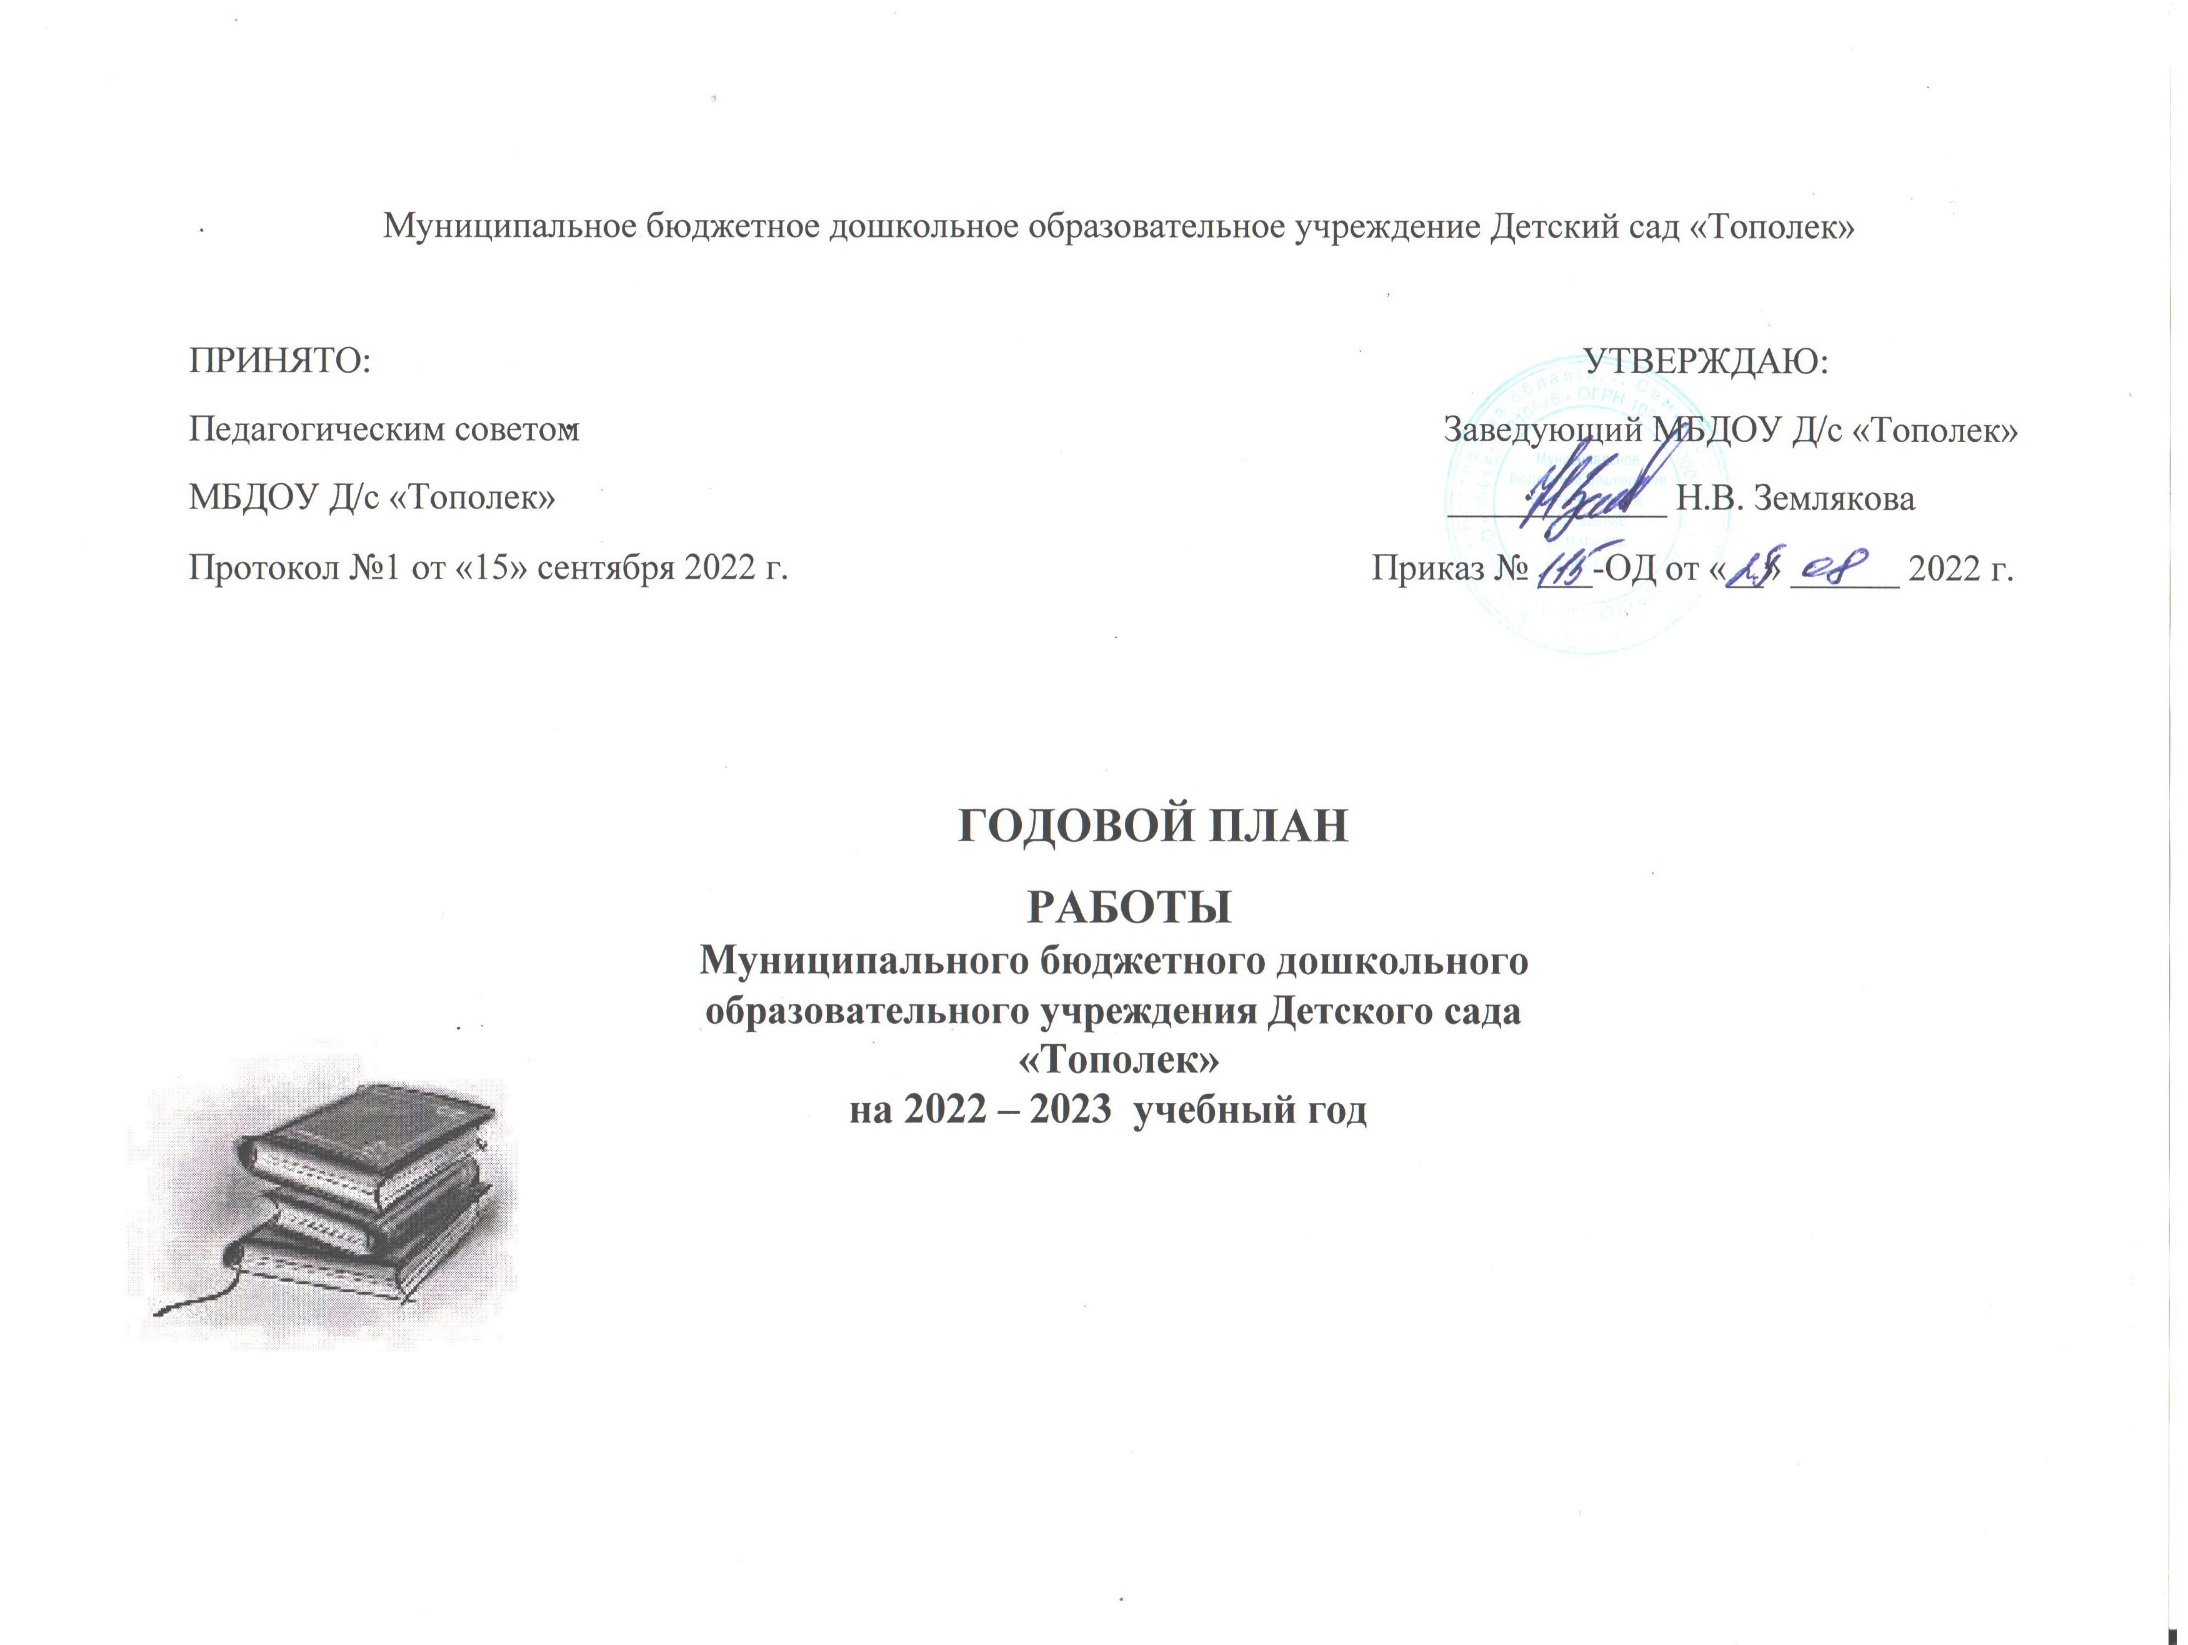 Муниципальное бюджетное дошкольное образовательное учреждение Детский сад «Тополек»
ПРИНЯТО:
УТВЕРЖДАЮ:
Педагогическим советом
Заведующий МБДОУ Д/с «Тополек»
МБДОУ Д/с «Тополек»
Н.В. Землякова
Протокол №1 от «15» сентября 2022 г.
Приказ № 115-ОД от « » 08 2022 г.
ГОДОВОЙ ПЛАН
РАБОТЫ
Муниципального бюджетного дошкольного
образовательного учреждения Детского сада
«Тополек»
на 2022 – 2023 учебный год